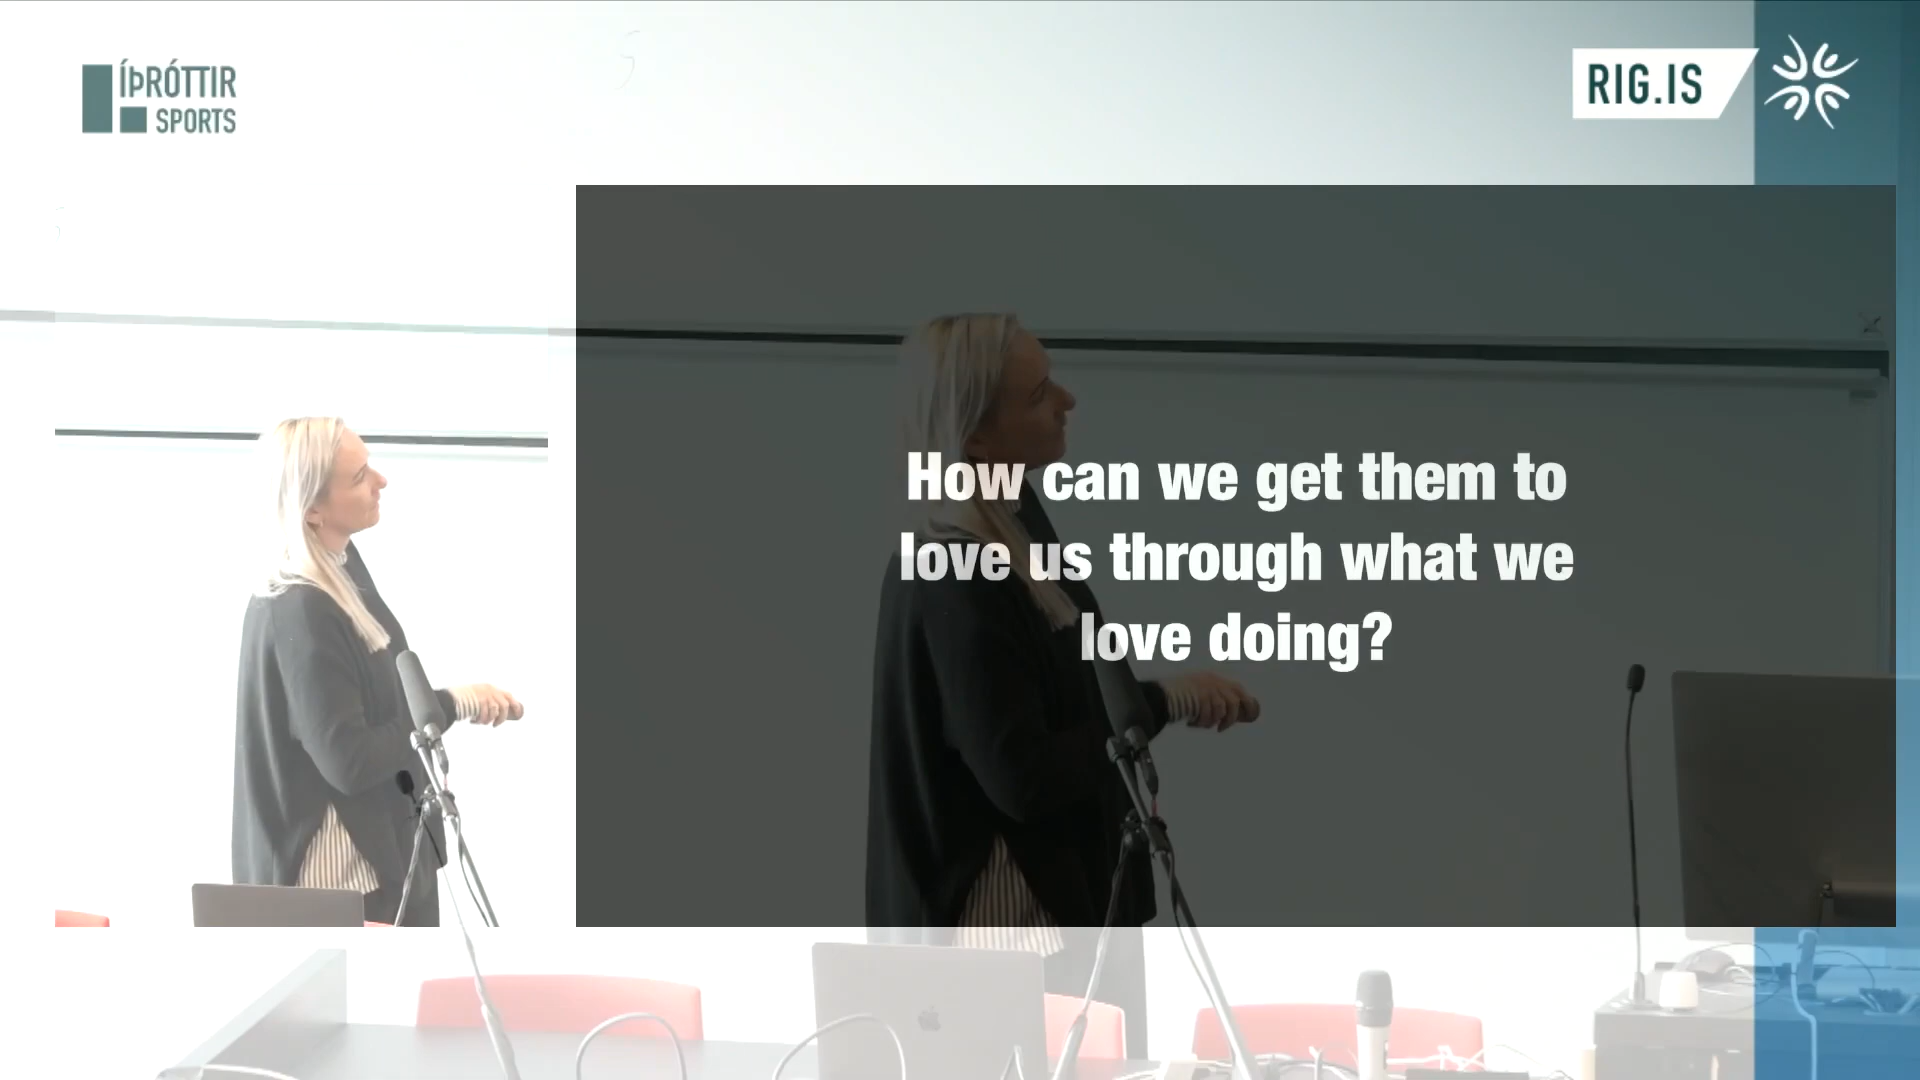 ÍÞRÓTTIR
SPORTS
RIG.IS
How can we get them to
love us through what we
love doing?